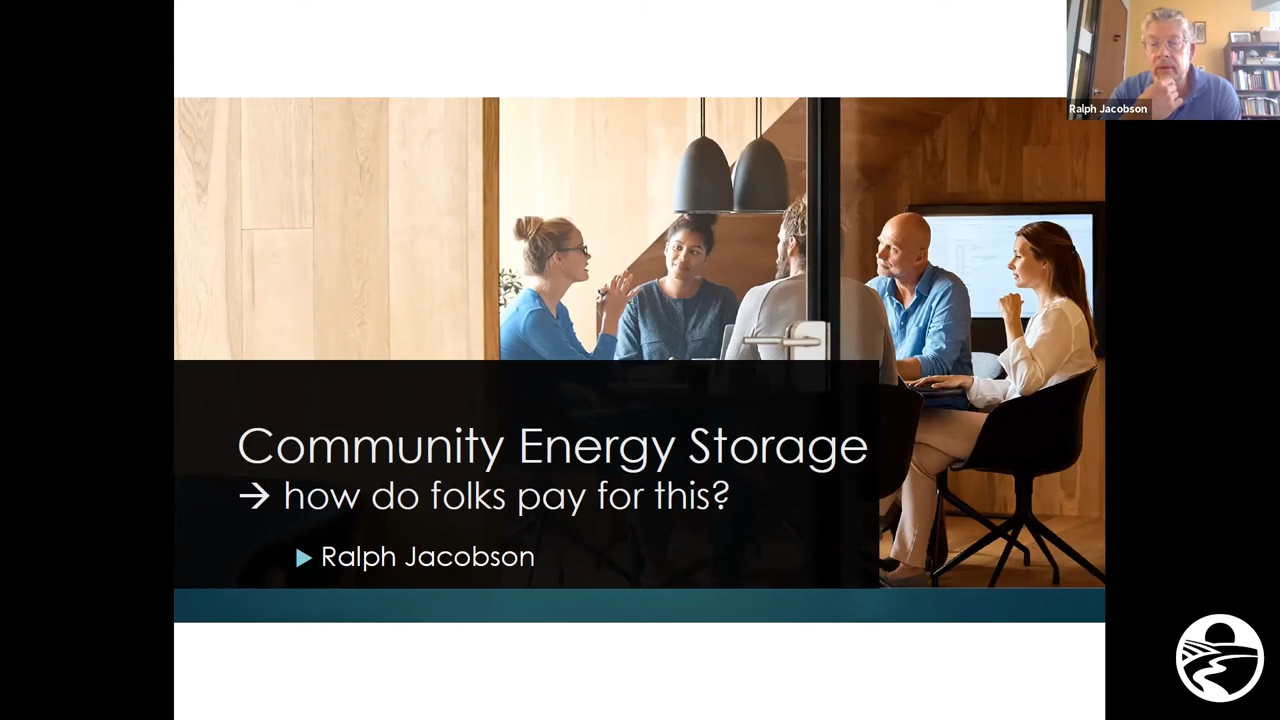 Ralph Jacobson
Community Energy Storage
→ how do folks pay for this?
Ralph Jacobson